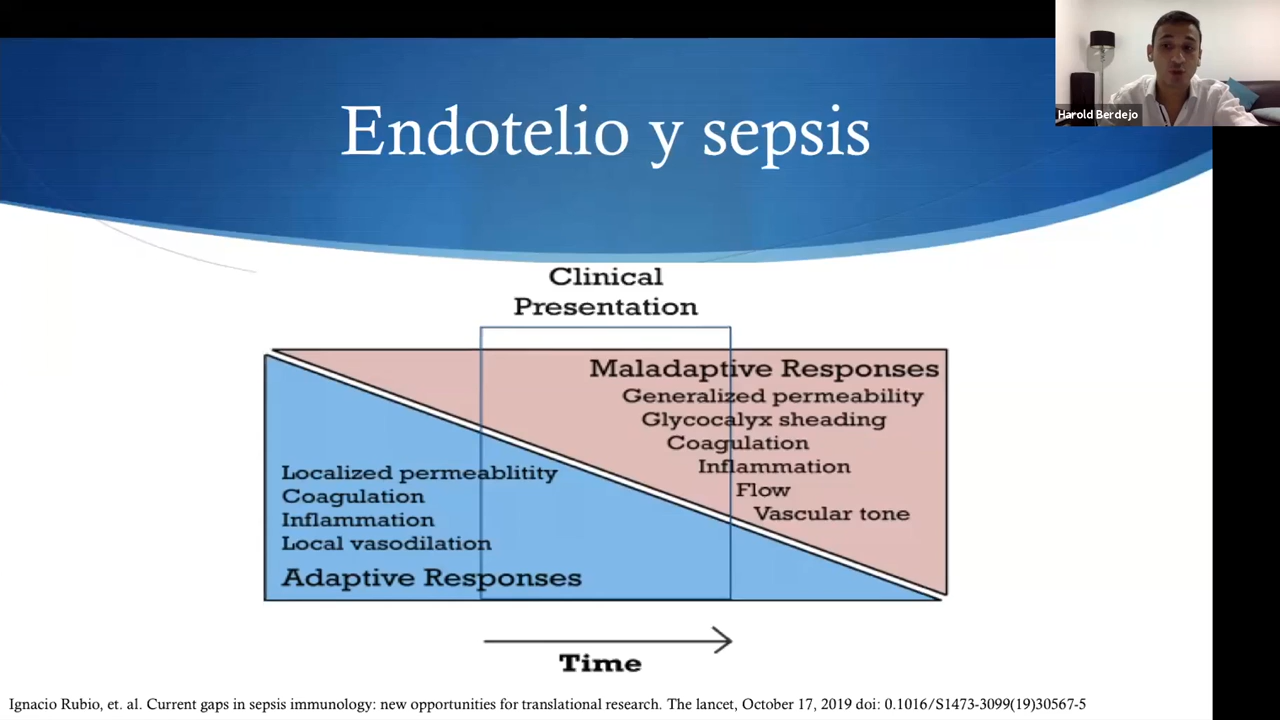 Harold Berdejo
Endotelio y sepsis
Clinical
Presentation
Maladaptive Responses
Generalized permeability
Glycocalyx sheading
Coagulation
Inflammation
Flow
Vascular tone
Localized permeablitity
Coagulation
Inflammation
Local vasodilation
Adaptive Responses
Time
Ignacio Rubio, et. al. Current gaps in sepsis immunology: new opportunities for translational research. The lancet, October 17, 2019 doi: 0.1016/S1473-3099(19)30567-5